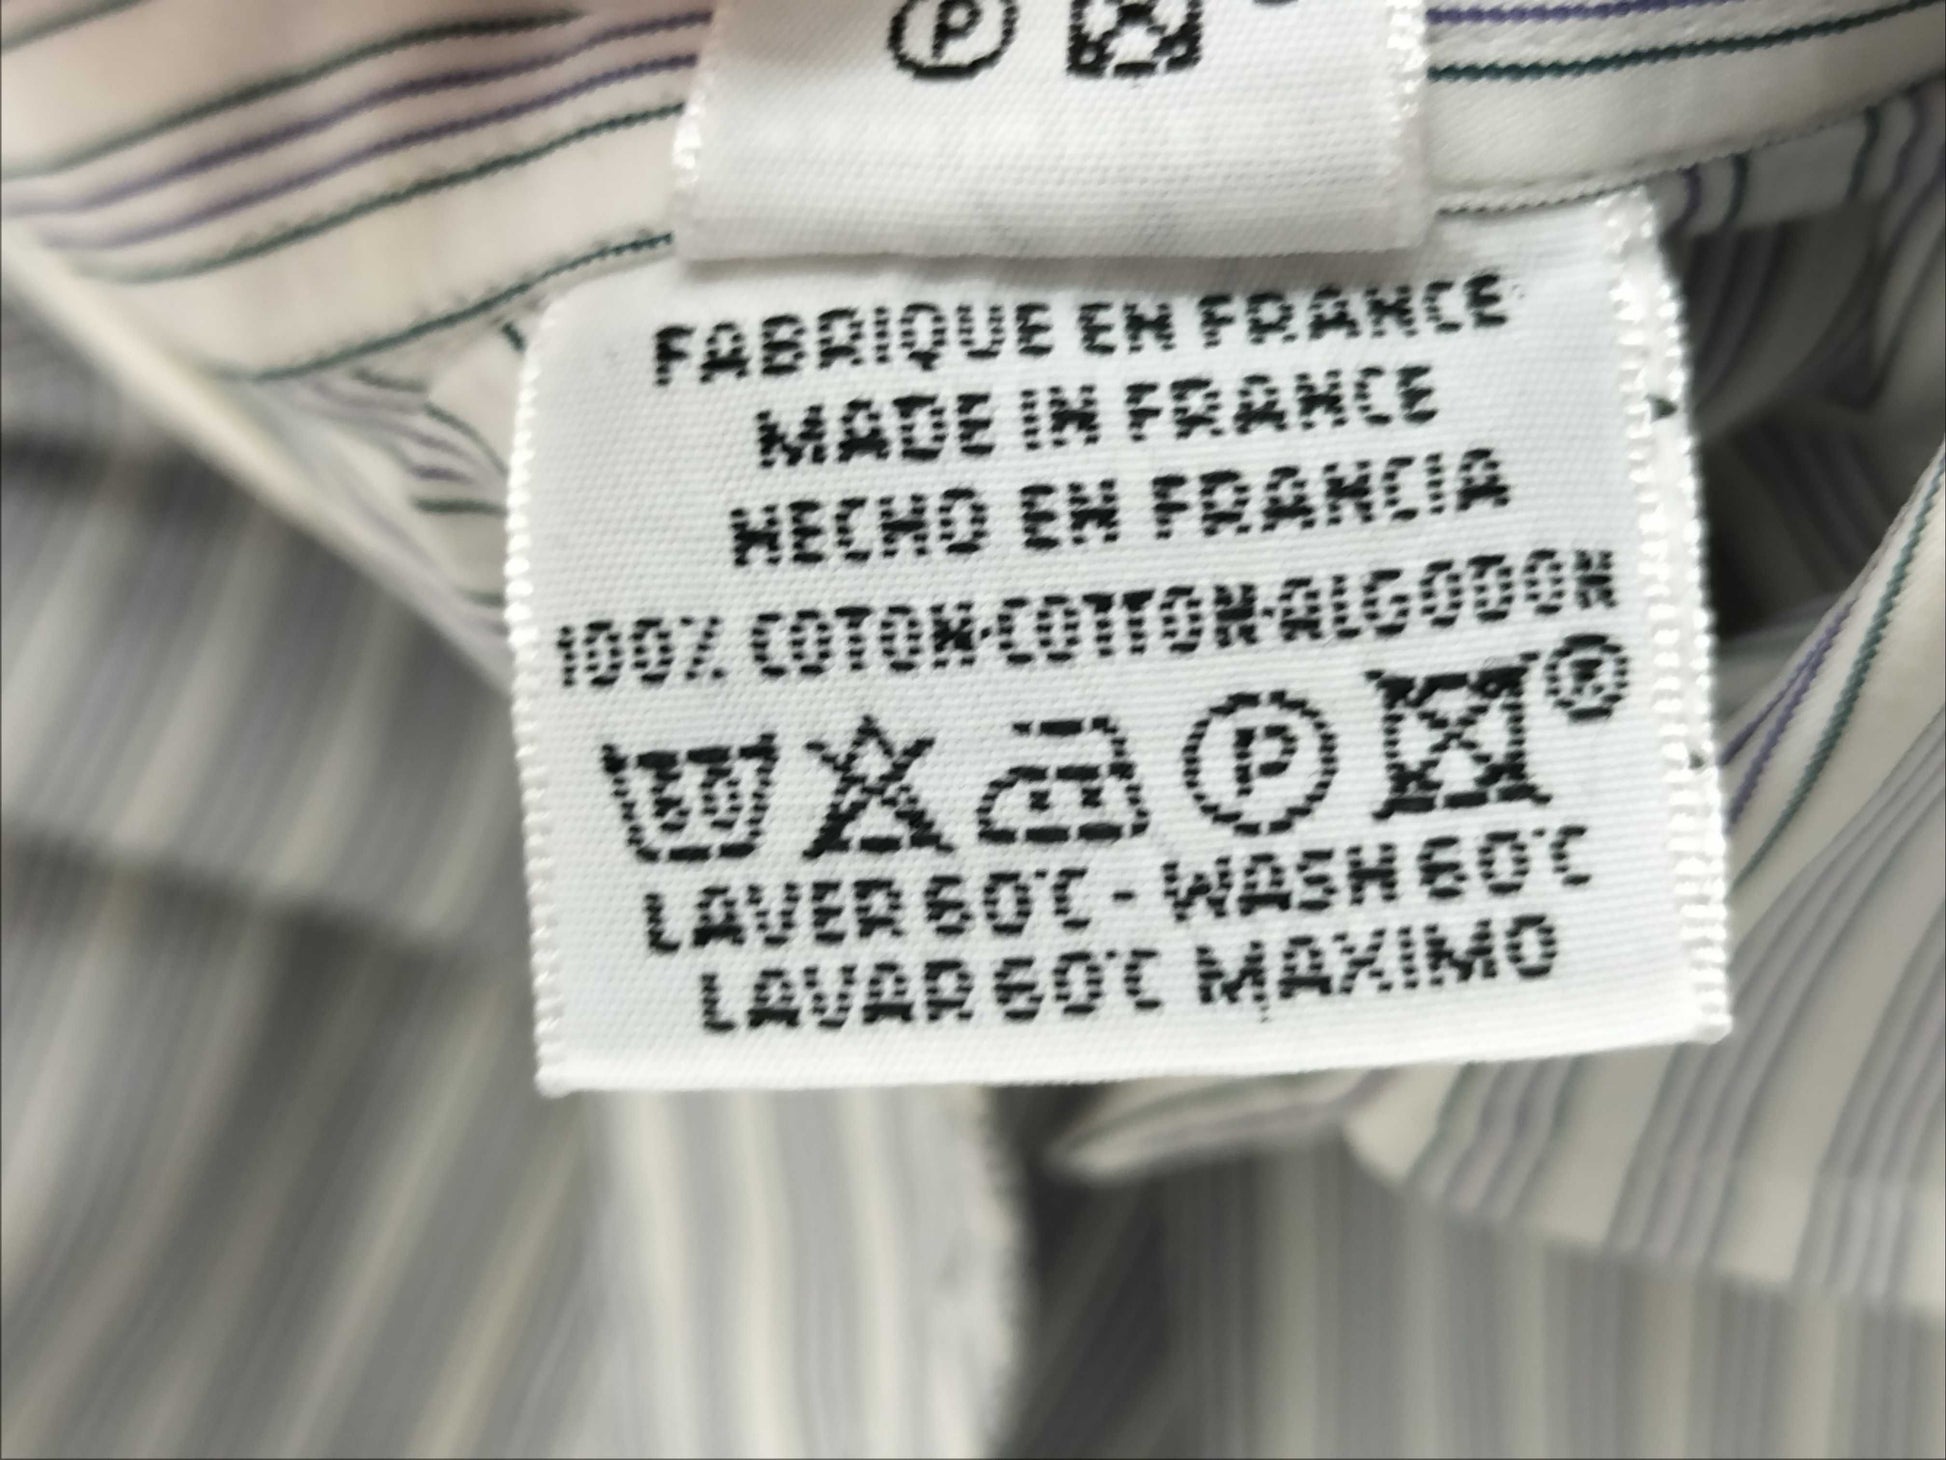 P
FABRIQUE EN FRANCE
MADE IN FRANCE
HECHO EN FRANCIA
100% COTON·COTTON·ALGODON
60 P ®
LAVER 60°C - WASH 60°C
LAVAR 60°C MAXIMO